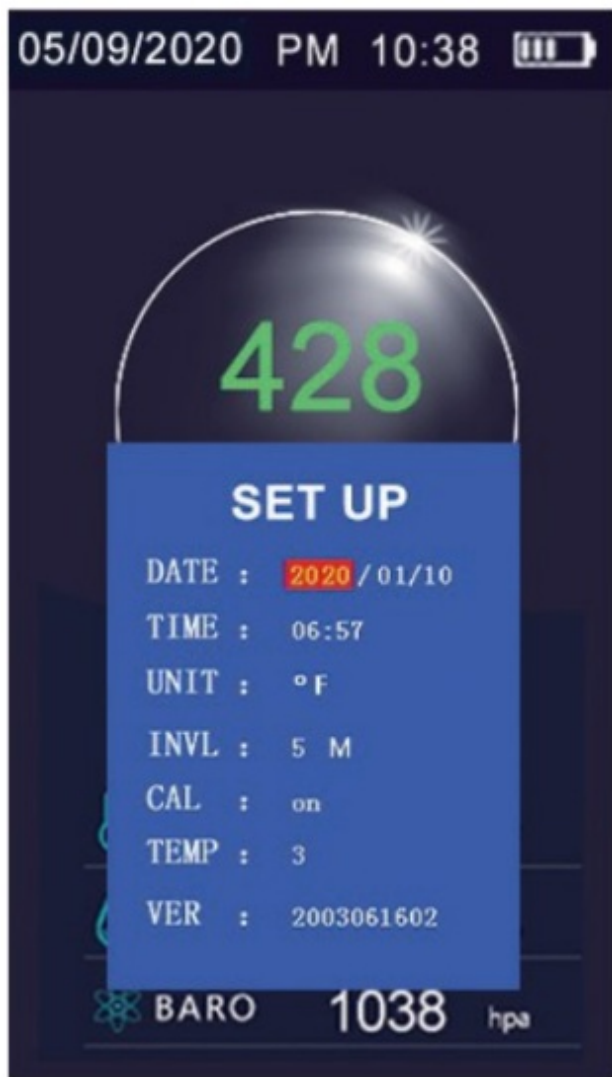 05/09/2020 PM 10:38
428
SET UP
DATE : 2020/01/10
TIME : 06:57
UNIT : °F
INVL : 5 M
CAL : on
TEMP : 3
VER : 2003061602
BARO 1038 hpa